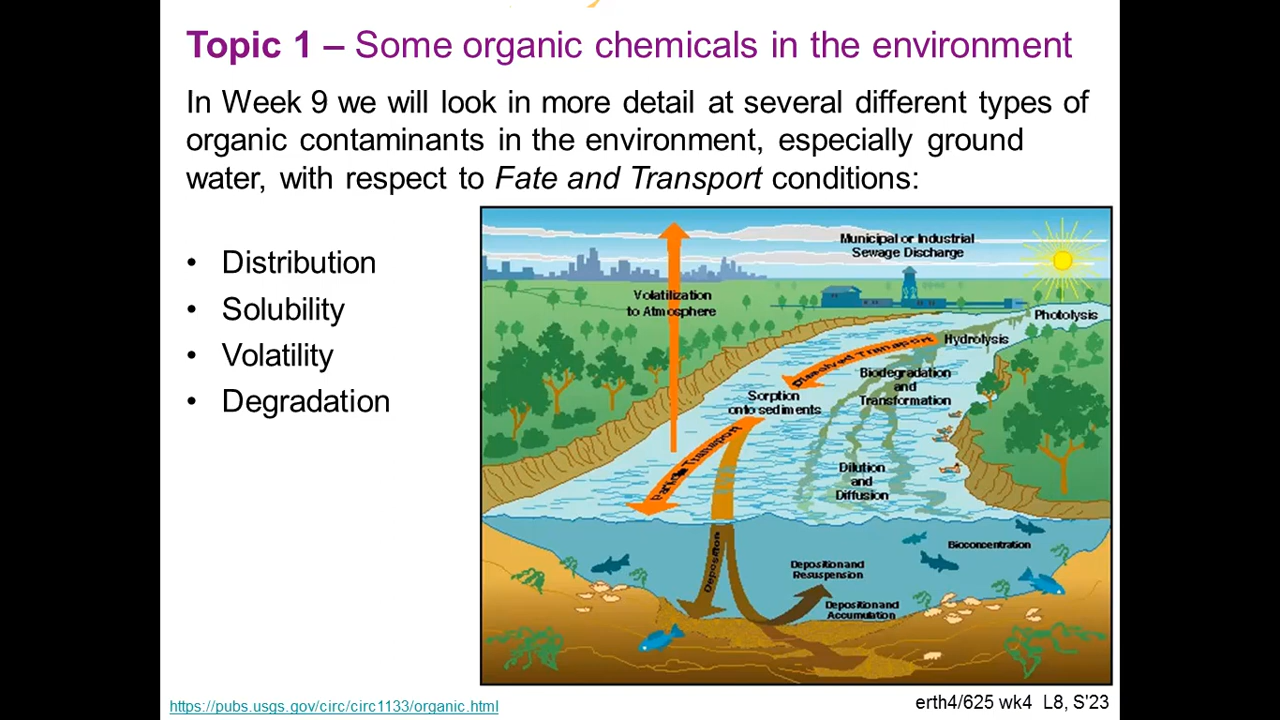 Topic 1 – Some organic chemicals in the environment
In Week 9 we will look in more detail at several different types of
organic contaminants in the environment, especially ground
water, with respect to Fate and Transport conditions:
• Distribution
• Solubility
• Volatility
• Degradation
Municipal or Industrial
Sewage Discharge
Volatilization
to Atmosphere
Photolysis
Hydrolysis
Dissolved Transport
Biodegradation
and
Transformation
Sorption
onto sediments
Particle Transport
Dilution
and
Diffusion
Deposition
Bioconcentration
Deposition and
Resuspension
Deposition and
Accumulation
https://pubs.usgs.gov/circ/circ1133/organic.html
erth4/625 wk4 L8, S'23